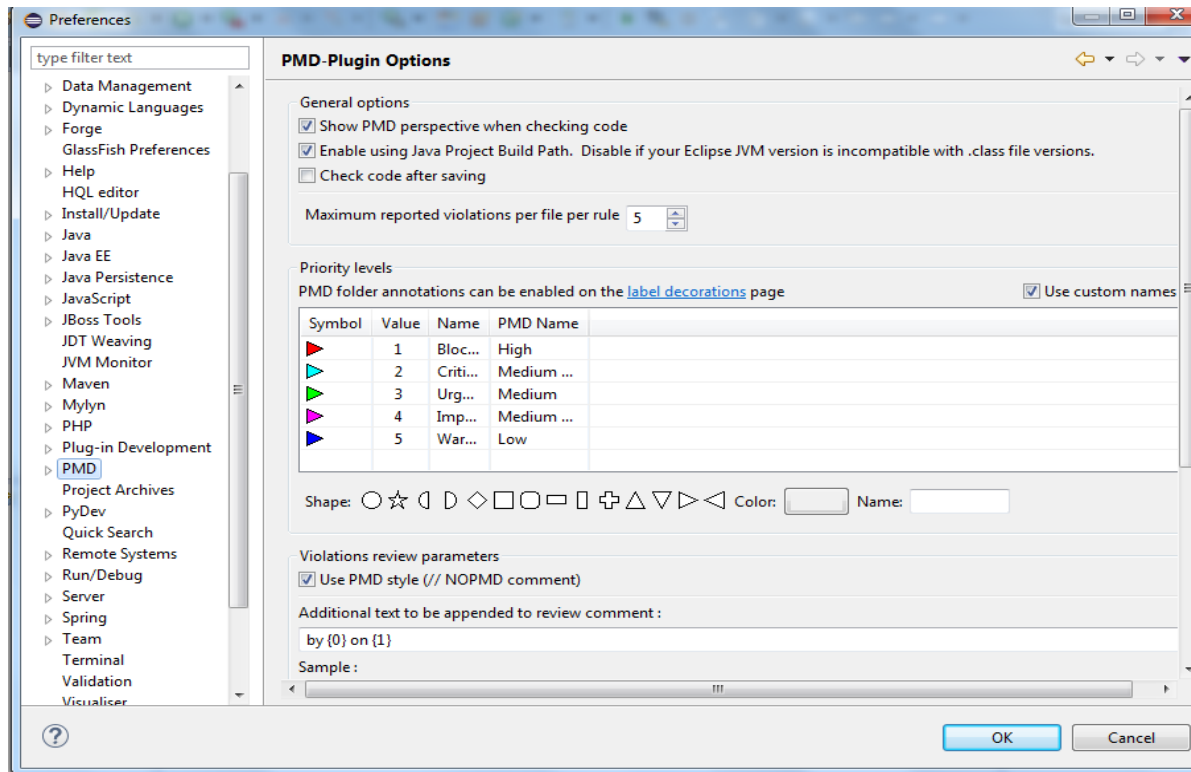 Preferences
type filter text
Data Management
Dynamic Languages
Forge
GlassFish Preferences
Help
HQL editor
Install/Update
Java
Java EE
Java Persistence
JavaScript
JBoss Tools
JDT Weaving
JVM Monitor
Maven
Mylyn
PHP
Plug-in Development
PMD
Project Archives
PyDev
Quick Search
Remote Systems
Run/Debug
Server
Spring
Team
Terminal
Validation
Visualiser
PMD-Plugin Options
General options
Show PMD perspective when checking code
Enable using Java Project Build Path. Disable if your Eclipse JVM version is incompatible with .class file versions.
Check code after saving
Maximum reported violations per file per rule 5
Priority levels
PMD folder annotations can be enabled on the label decorations page Use custom names
Symbol Value Name PMD Name
1 Bloc... High
2 Criti... Medium ...
3 Urg... Medium
4 Imp... Medium ...
5 War... Low
Shape: Color: Name:
Violations review parameters
Use PMD style (// NOPMD comment)
Additional text to be appended to review comment :
by {0} on {1}
Sample :
OK Cancel